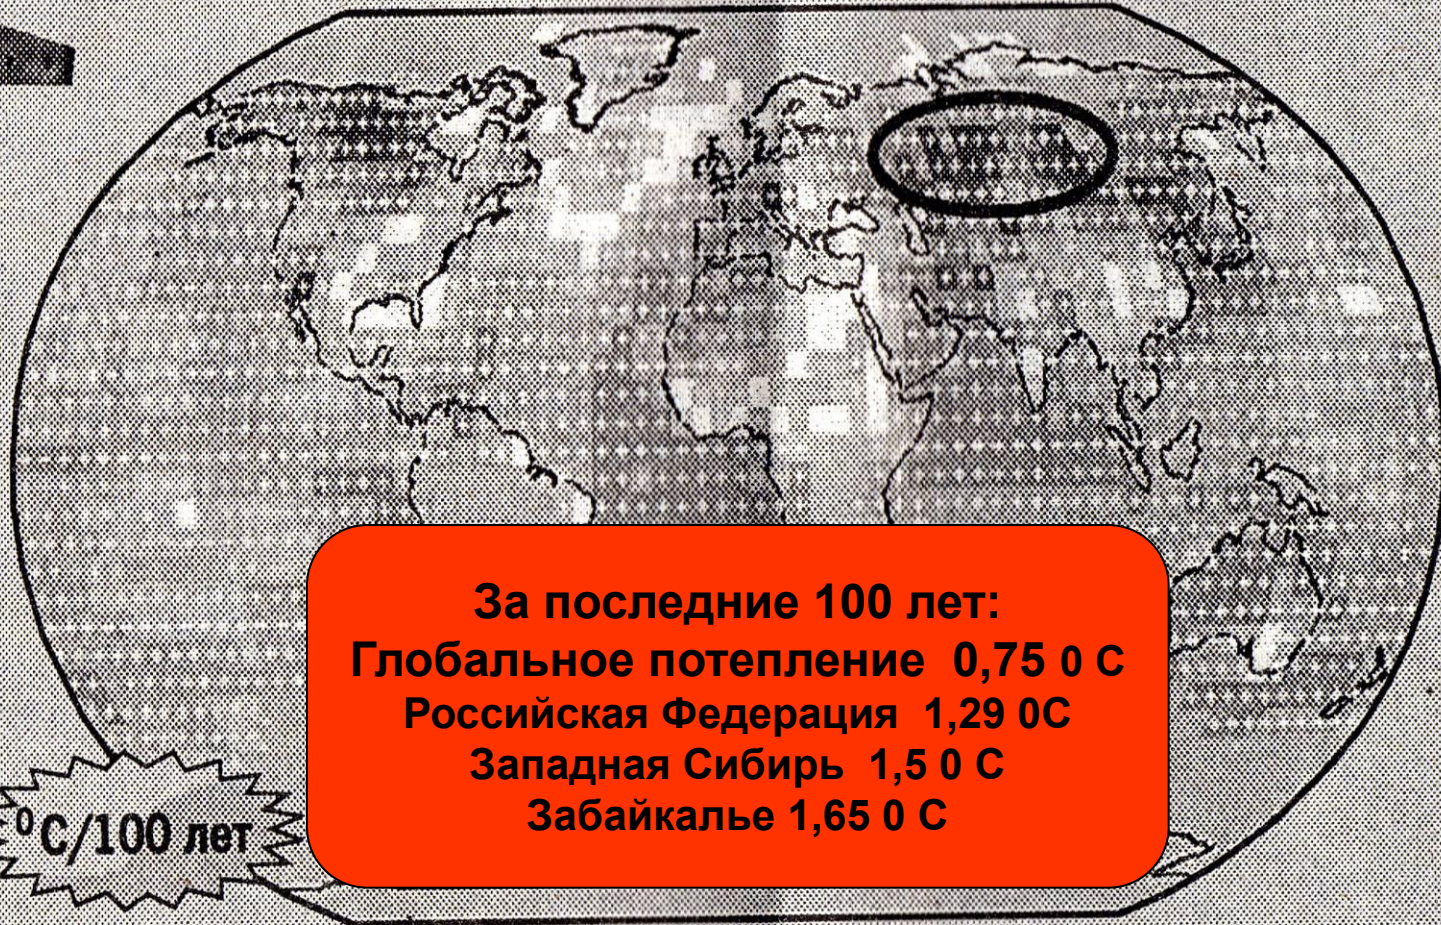 За последние 100 лет:
Глобальное потепление 0,75 0 С
Российская Федерация 1,29 0С
Западная Сибирь 1,5 0 С
Забайкалье 1,65 0 С
⁰С/100 лет